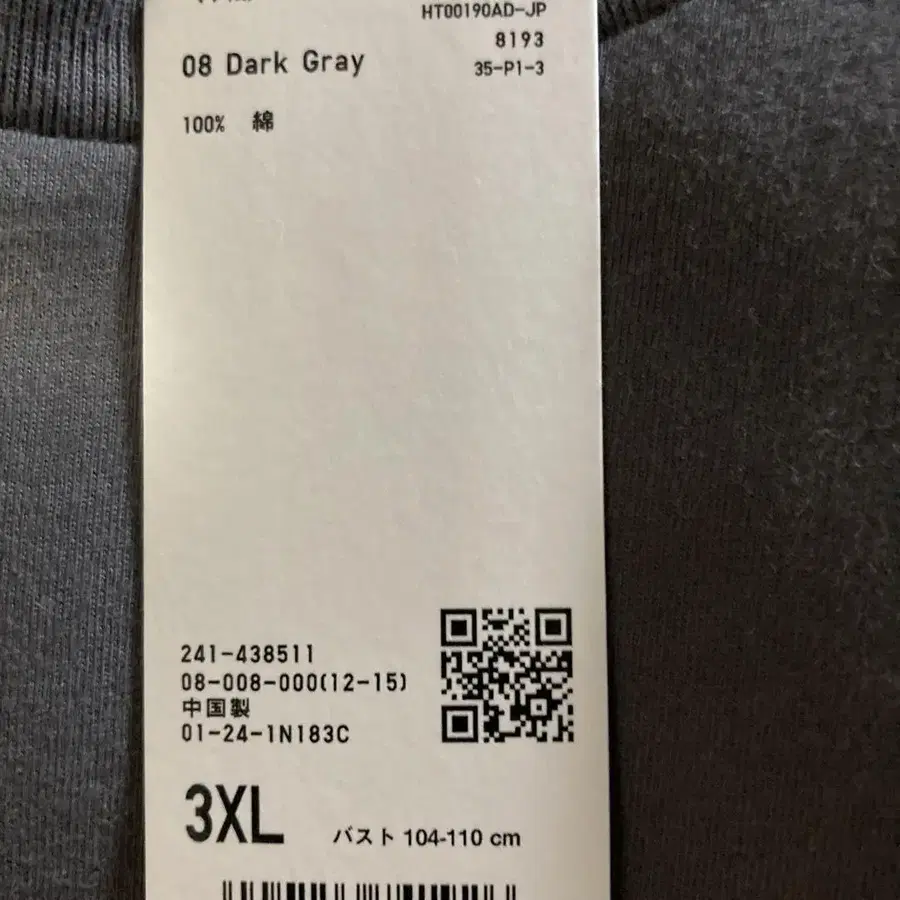 HT00190AD-JP
8193
08 Dark Gray
35-P1-3
100% 綿
241-438511
08-008-000(12-15)
中国製
01-24-1N183C
3XL バスト 104-110 cm